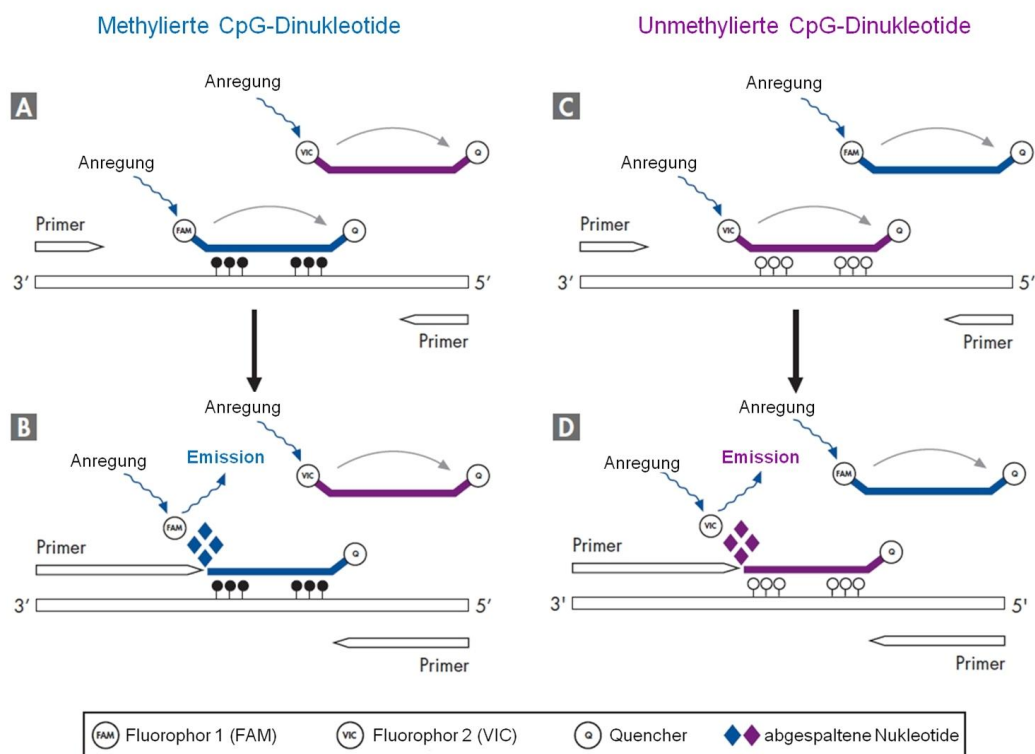 Methylierte CpG-Dinukleotide
Unmethylierte CpG-Dinukleotide
A
Anregung
VIC
Q
Anregung
Primer
FAM
Q
3′
5′
Primer
C
Anregung
FAM
Q
Anregung
Primer
VIC
Q
3′
5′
Primer
B
Anregung
Emission
Anregung
VIC
Q
FAM
Primer
Q
3′
5′
Primer
D
Anregung
Emission
Anregung
FAM
Q
VIC
Primer
Q
3'
5'
Primer
FAM Fluorophor 1 (FAM) VIC Fluorophor 2 (VIC) Q Quencher abgespaltene Nukleotide